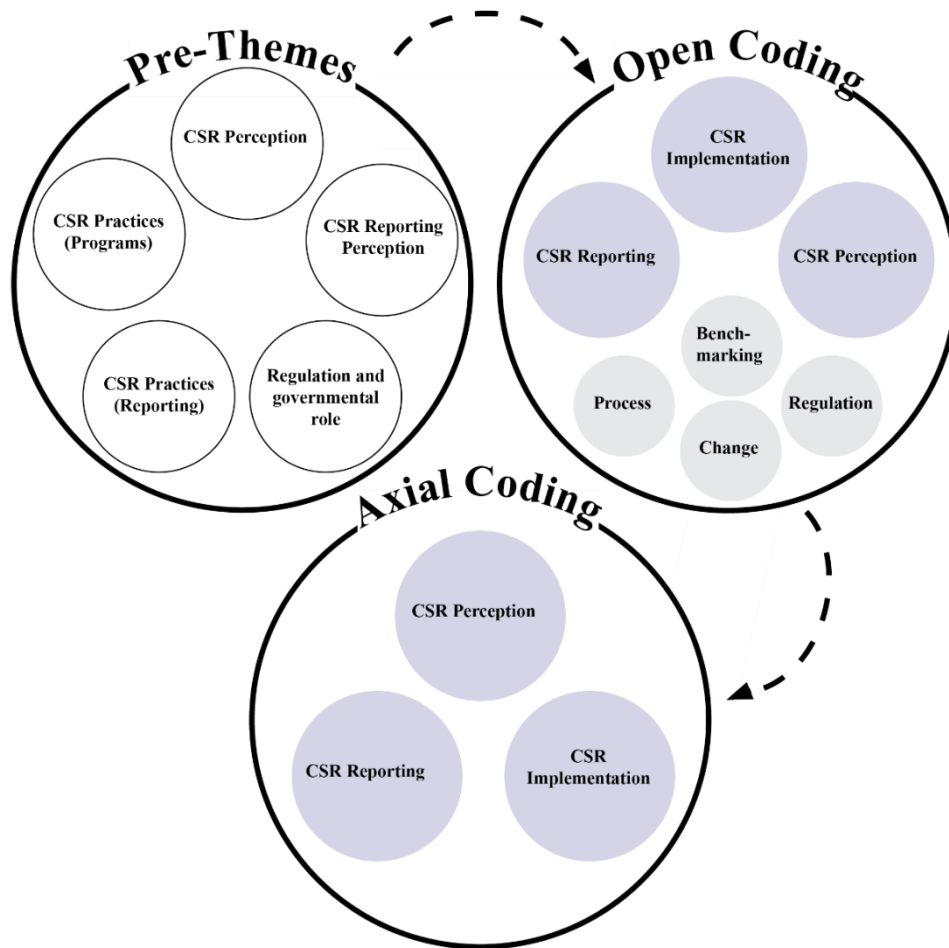 Pre-Themes
CSR Perception
CSR Practices
(Programs)
CSR Reporting
Perception
CSR Practices
(Reporting)
Regulation and
governmental
role
Open Coding
CSR
Implementation
CSR Reporting
CSR Perception
Bench-
marking
Process
Regulation
Change
Axial Coding
CSR Perception
CSR Reporting
CSR
Implementation